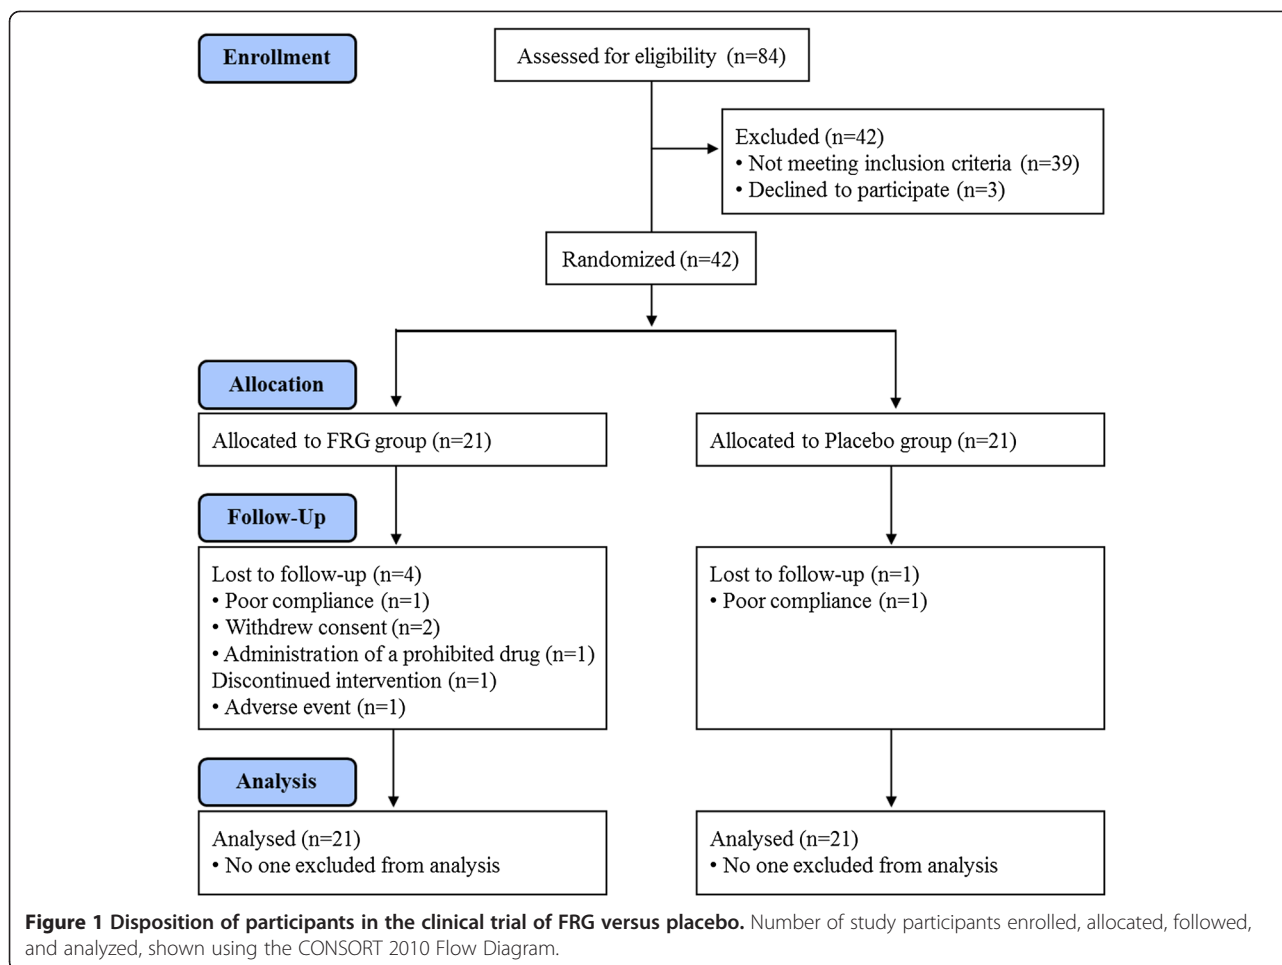 Enrollment
Assessed for eligibility (n=84)
Excluded (n=42)
• Not meeting inclusion criteria (n=39)
• Declined to participate (n=3)
Randomized (n=42)
Allocation
Allocated to FRG group (n=21)
Allocated to Placebo group (n=21)
Follow-Up
Lost to follow-up (n=4)
• Poor compliance (n=1)
• Withdrew consent (n=2)
• Administration of a prohibited drug (n=1)
Discontinued intervention (n=1)
• Adverse event (n=1)
Lost to follow-up (n=1)
• Poor compliance (n=1)
Analysis
Analysed (n=21)
• No one excluded from analysis
Analysed (n=21)
• No one excluded from analysis
Figure 1 Disposition of participants in the clinical trial of FRG versus placebo. Number of study participants enrolled, allocated, followed,
and analyzed, shown using the CONSORT 2010 Flow Diagram.